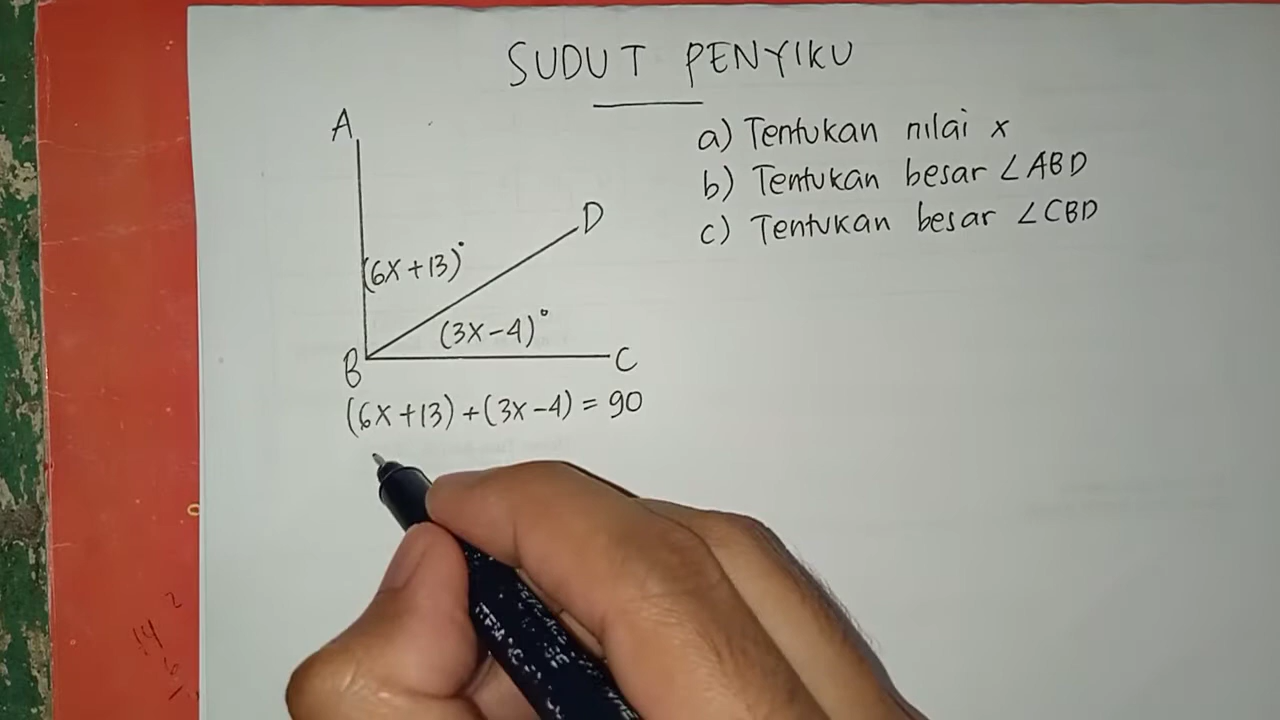 SUDUT PENYIKU
a) Tentukan nilai x
b) Tentukan besar ∠ABD
c) Tentukan besar ∠CBD
A
D
(6x+13)°
(3x-4)°
B
C
(6x+13)+(3x-4) = 90